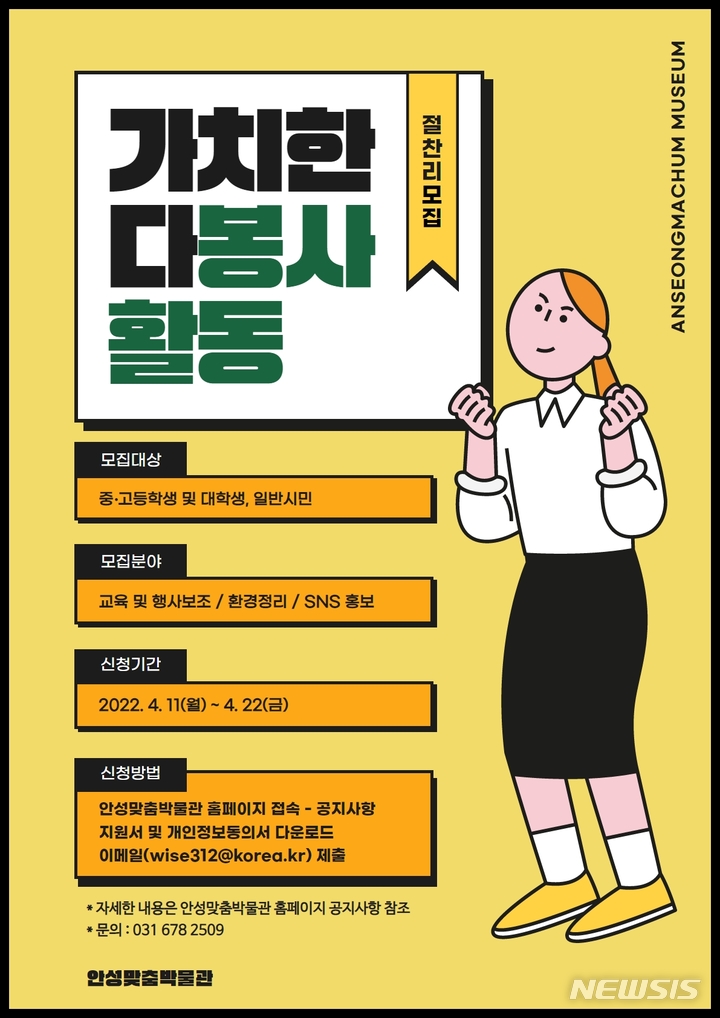 ANSEONGMACHUM MUSEUM
가치한
다봉사
활동
절찬리모집
모집대상
중·고등학생 및 대학생, 일반시민
모집분야
교육 및 행사보조 / 환경정리 / SNS 홍보
신청기간
2022. 4. 11(월) ~ 4. 22(금)
신청방법
안성맞춤박물관 홈페이지 접속 - 공지사항
지원서 및 개인정보동의서 다운로드
이메일(wise312@korea.kr) 제출
* 자세한 내용은 안성맞춤박물관 홈페이지 공지사항 참조
* 문의 : 031 678 2509
안성맞춤박물관
NEWSIS